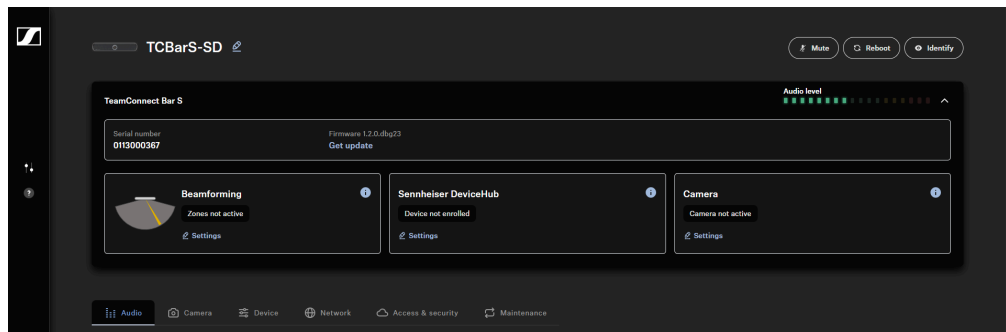 TCBarS-SD
Mute
Reboot
Identify
TeamConnect Bar S
Audio level
Serial number
Firmware 1.2.0.dbg23
0113000367
Get update
Beamforming
Zones not active
Settings
Sennheiser DeviceHub
Device not enrolled
Settings
Camera
Camera not active
Settings
Audio
Camera
Device
Network
Access & security
Maintenance